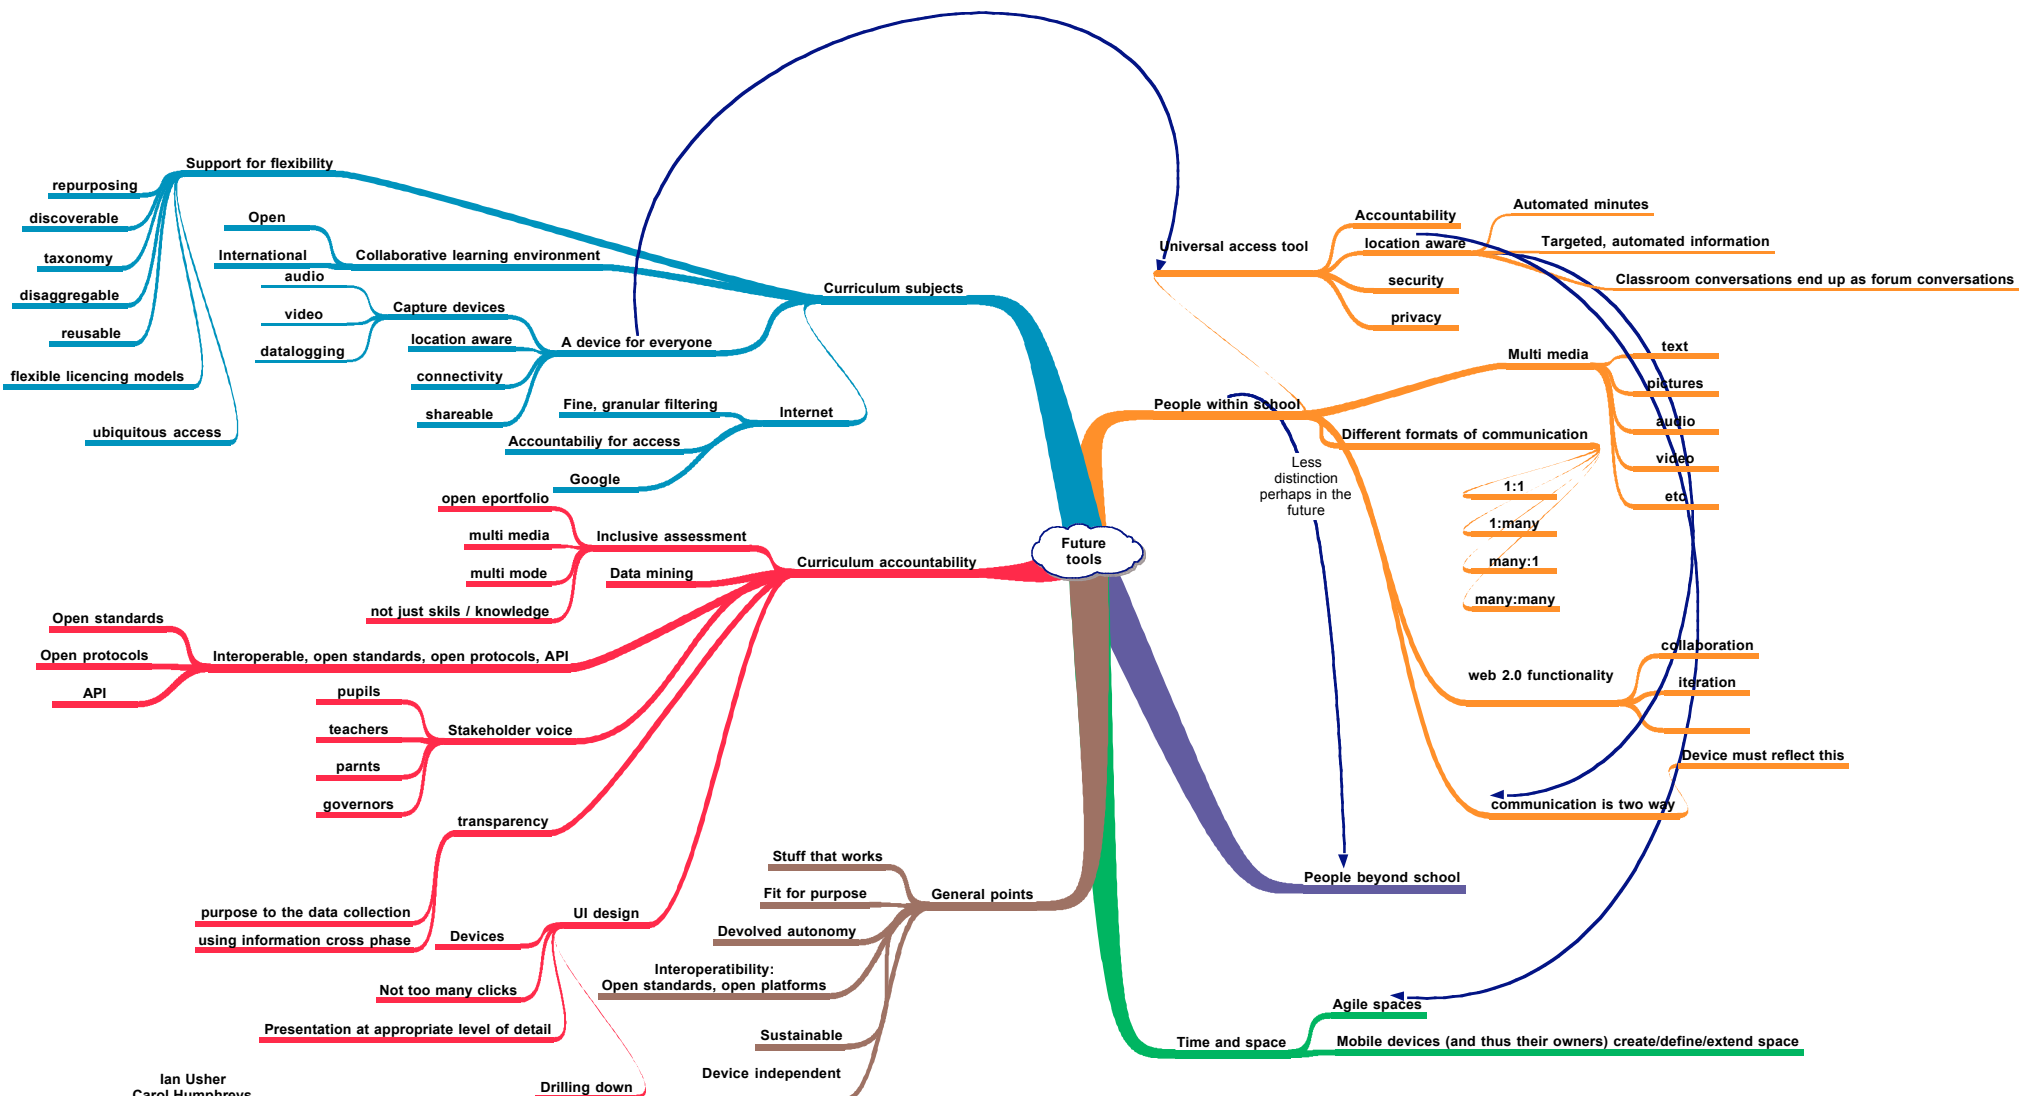 Future
tools
Support for flexibility
repurposing
discoverable
taxonomy
disaggregable
reusable
flexible licencing models
ubiquitous access
Open
International
Collaborative learning environment
audio
video
datalogging
Capture devices
location aware
connectivity
shareable
A device for everyone
Curriculum subjects
Fine, granular filtering
Accountabiliy for access
Google
Internet
open eportfolio
multi media
multi mode
not just skils / knowledge
Inclusive assessment
Data mining
Curriculum accountability
Open standards
Open protocols
API
Interoperable, open standards, open protocols, API
pupils
teachers
parnts
governors
Stakeholder voice
transparency
purpose to the data collection
using information cross phase
UI design
Devices
Not too many clicks
Presentation at appropriate level of detail
Drilling down
Ian Usher
Carol Humphreys
Stuff that works
Fit for purpose
Devolved autonomy
Interoperatibility:
Open standards, open platforms
Sustainable
Device independent
General points
Universal access tool
Accountability
location aware
security
privacy
Automated minutes
Targeted, automated information
Classroom conversations end up as forum conversations
People within school
Multi media
text
pictures
audio
video
etc
Different formats of communication
1:1
1:many
many:1
many:many
Less
distinction
perhaps in the
future
web 2.0 functionality
collaboration
iteration
Device must reflect this
communication is two way
People beyond school
Time and space
Agile spaces
Mobile devices (and thus their owners) create/define/extend space